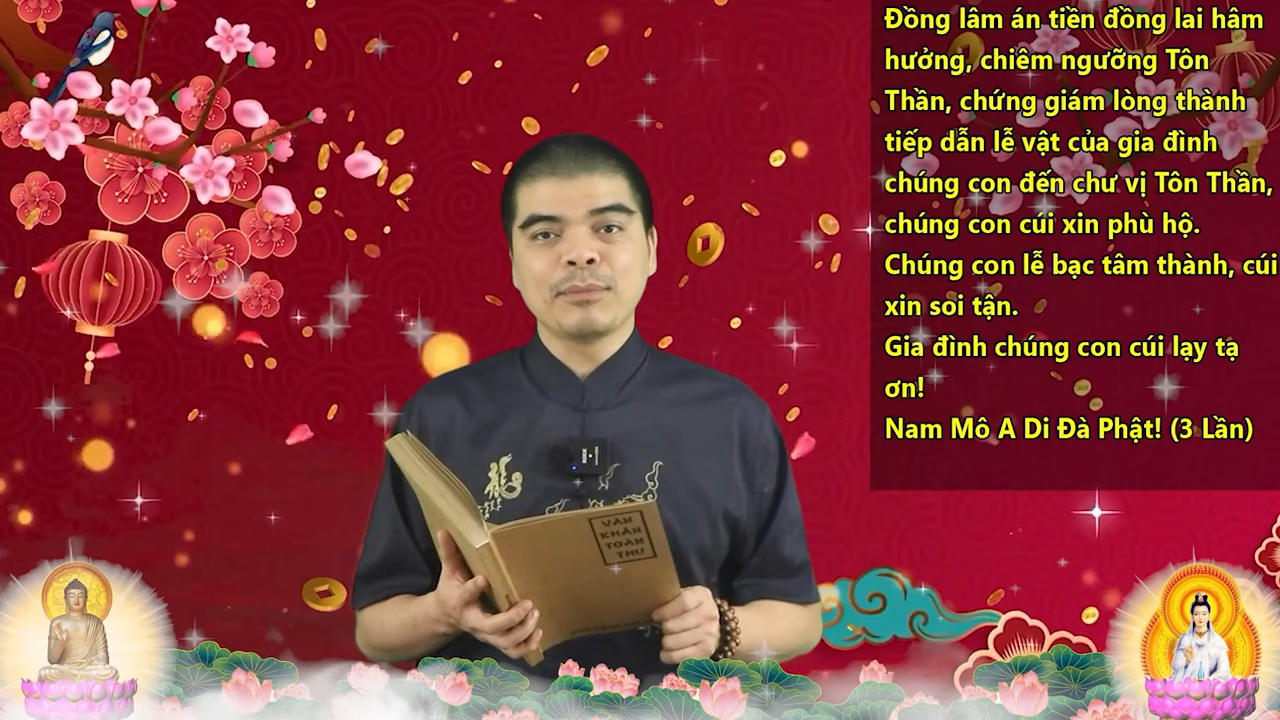 Đồng lâm án tiền đồng lai hâm
hưởng, chiêm ngưỡng Tôn
Thần, chứng giám lòng thành
tiếp dẫn lễ vật của gia đình
chúng con đến chư vị Tôn Thần,
chúng con cúi xin phù hộ.
Chúng con lễ bạc tâm thành, cúi
xin soi tận.
Gia đình chúng con cúi lạy tạ
ơn!
Nam Mô A Di Đà Phật! (3 Lần)
龍
VĂN
KHẤN
TOÀN
THƯ